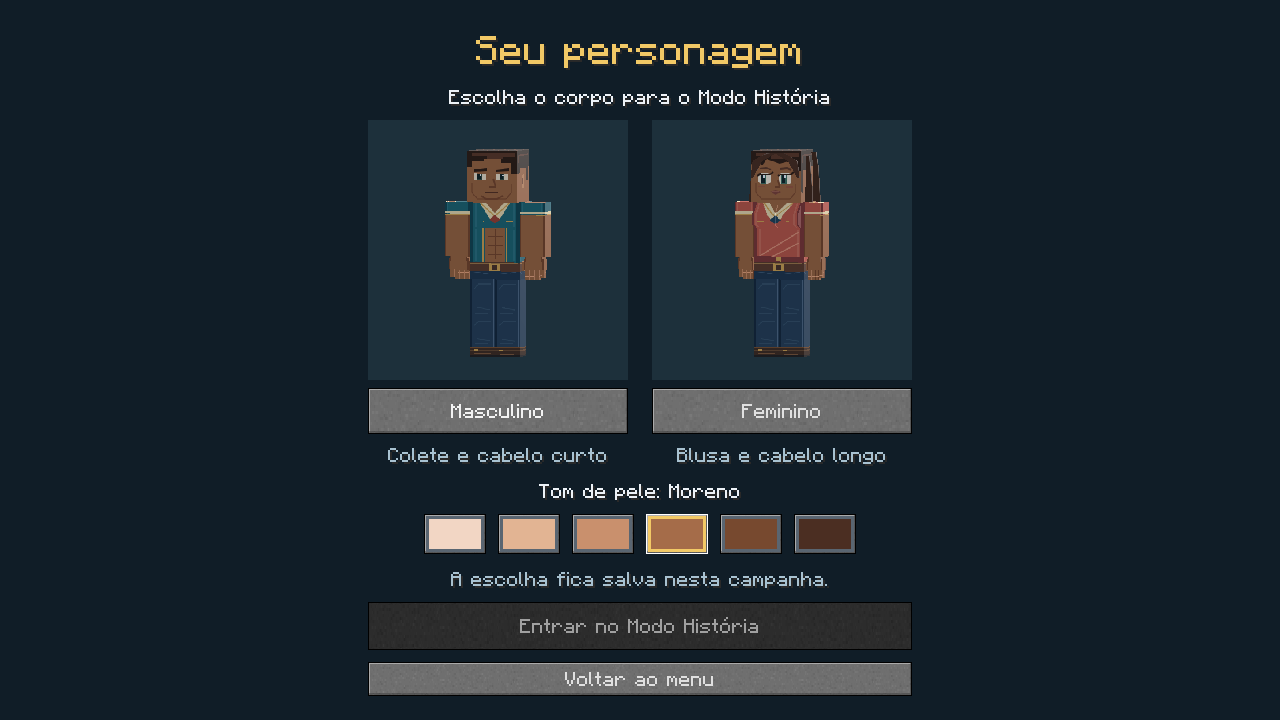 Seu personagem
Escolha o corpo para o Modo História
Masculino
Feminino
Colete e cabelo curto
Blusa e cabelo longo
Tom de pele: Moreno
A escolha fica salva nesta campanha.
Entrar no Modo História
Voltar ao menu